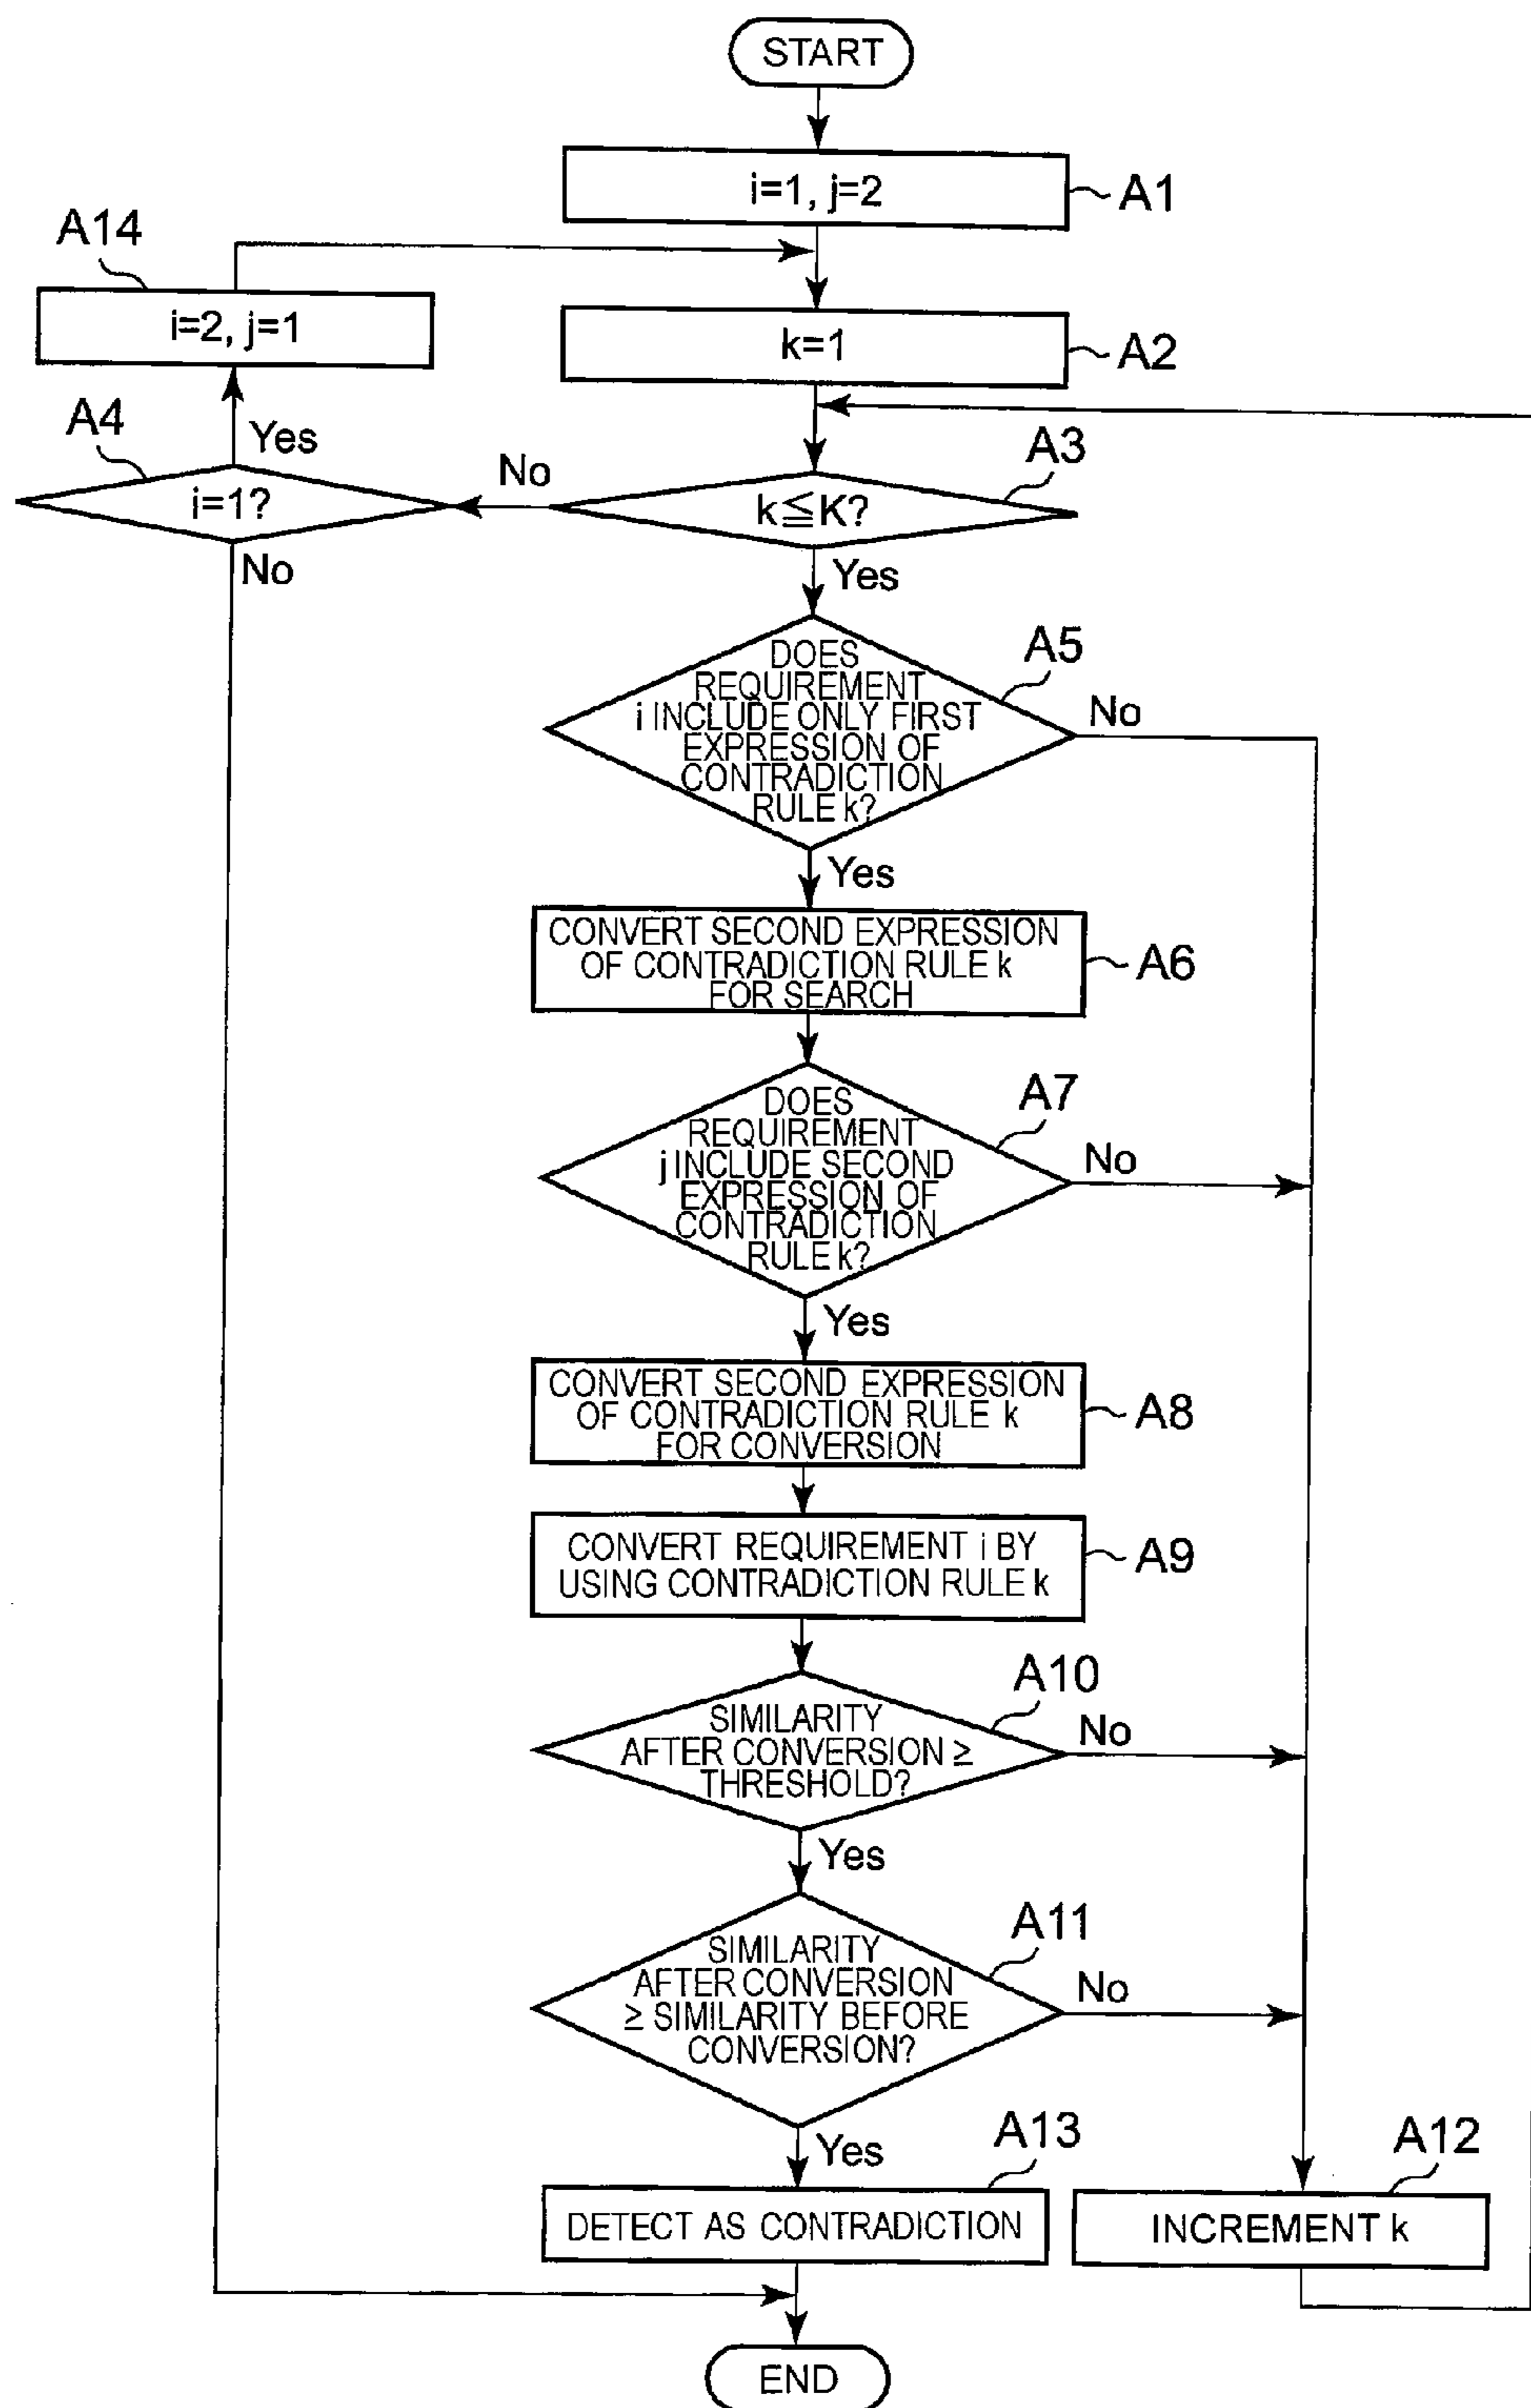 START
i=1, j=2
A1
A14
i=2, j=1
k=1
A2
A4
Yes
i=1?
No
No
k≦K?
A3
Yes
DOES
REQUIREMENT
i INCLUDE ONLY FIRST
EXPRESSION OF
CONTRADICTION
RULE k?
A5
No
Yes
CONVERT SECOND EXPRESSION
OF CONTRADICTION RULE k
FOR SEARCH
A6
DOES
REQUIREMENT
j INCLUDE SECOND
EXPRESSION OF
CONTRADICTION
RULE k?
A7
No
Yes
CONVERT SECOND EXPRESSION
OF CONTRADICTION RULE k
FOR CONVERSION
A8
CONVERT REQUIREMENT i BY
USING CONTRADICTION RULE k
A9
SIMILARITY
AFTER CONVERSION ≥
THRESHOLD?
A10
No
Yes
SIMILARITY
AFTER CONVERSION
≥ SIMILARITY BEFORE
CONVERSION?
A11
No
Yes
A13
DETECT AS CONTRADICTION
A12
INCREMENT k
END